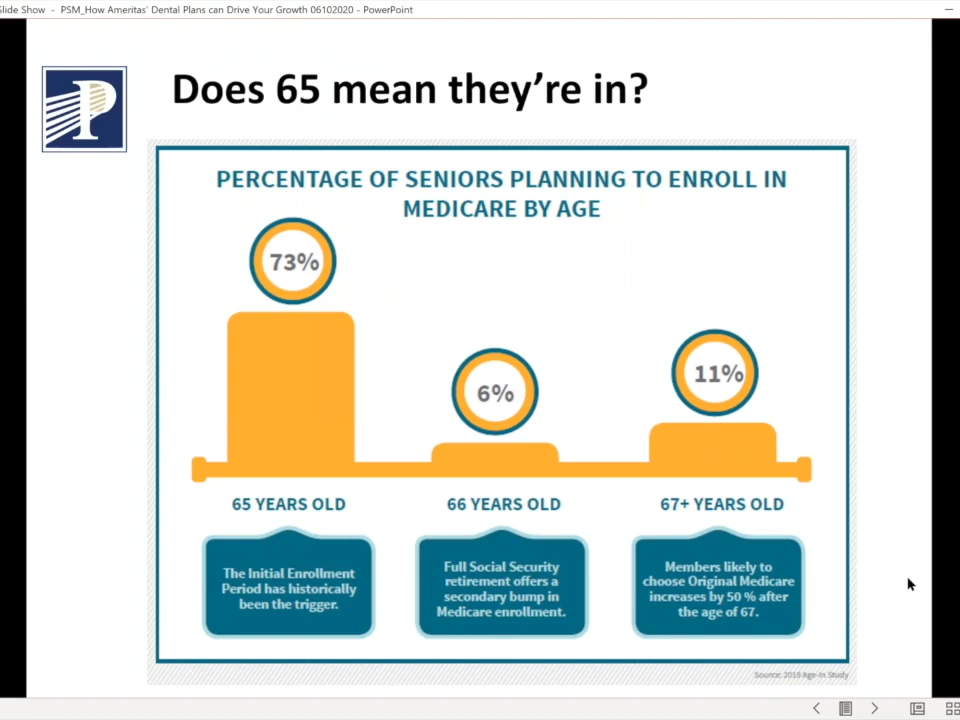 Slide Show - PSM_How Ameritas' Dental Plans can Drive Your Growth 06102020 - PowerPoint
P
Does 65 mean they're in?
PERCENTAGE OF SENIORS PLANNING TO ENROLL IN
MEDICARE BY AGE
73%
6%
11%
65 YEARS OLD
66 YEARS OLD
67+ YEARS OLD
The Initial Enrollment
Period has historically
been the trigger.
Full Social Security
retirement offers a
secondary bump in
Medicare enrollment.
Members likely to
choose Original Medicare
increases by 50 % after
the age of 67.
Source: 2019 Age-In Study